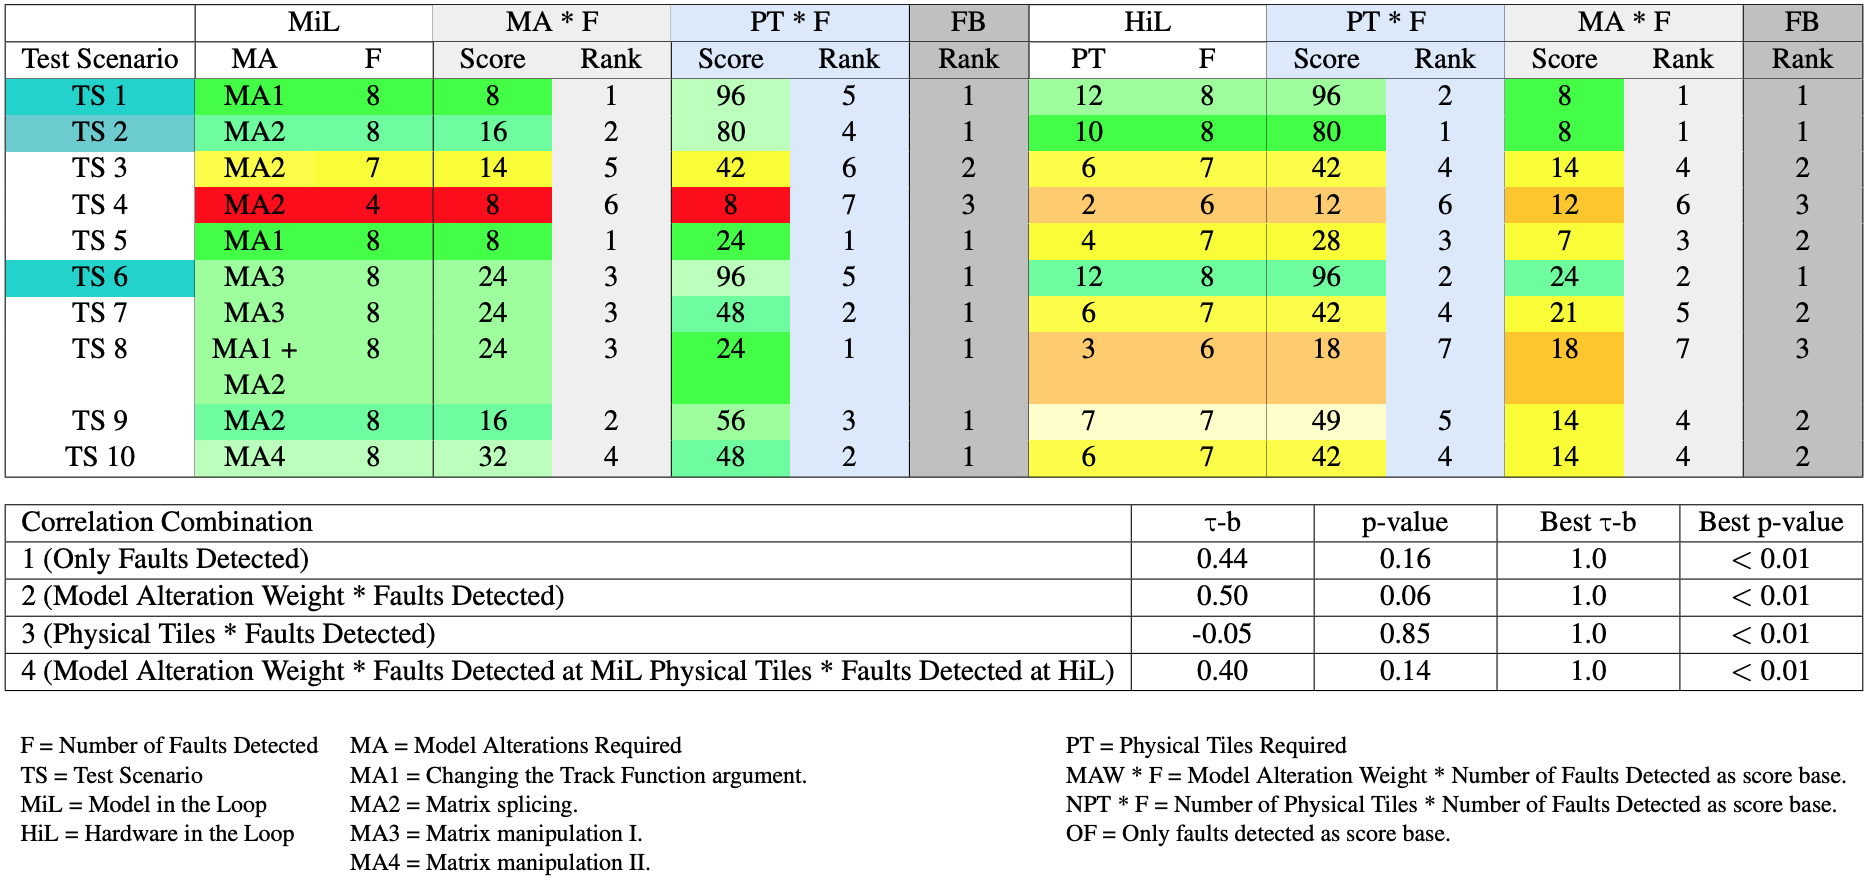 MiL MA * F PT * F FB HiL PT * F MA * F FB
Test Scenario MA F Score Rank Score Rank Rank PT F Score Rank Score Rank Rank
TS 1 MA1 8 8 1 96 5 1 12 8 96 2 8 1 1
TS 2 MA2 8 16 2 80 4 1 10 8 80 1 8 1 1
TS 3 MA2 7 14 5 42 6 2 6 7 42 4 14 4 2
TS 4 MA2 4 8 6 8 7 3 2 6 12 6 12 6 3
TS 5 MA1 8 8 1 24 1 1 4 7 28 3 7 3 2
TS 6 MA3 8 24 3 96 5 1 12 8 96 2 24 2 1
TS 7 MA3 8 24 3 48 2 1 6 7 42 4 21 5 2
TS 8 MA1 + 8 24 3 24 1 1 3 6 18 7 18 7 3
MA2
TS 9 MA2 8 16 2 56 3 1 7 7 49 5 14 4 2
TS 10 MA4 8 32 4 48 2 1 6 7 42 4 14 4 2
Correlation Combination τ-b p-value Best τ-b Best p-value
1 (Only Faults Detected) 0.44 0.16 1.0 < 0.01
2 (Model Alteration Weight * Faults Detected) 0.50 0.06 1.0 < 0.01
3 (Physical Tiles * Faults Detected) -0.05 0.85 1.0 < 0.01
4 (Model Alteration Weight * Faults Detected at MiL Physical Tiles * Faults Detected at HiL) 0.40 0.14 1.0 < 0.01
F = Number of Faults Detected MA = Model Alterations Required PT = Physical Tiles Required
TS = Test Scenario MA1 = Changing the Track Function argument. MAW * F = Model Alteration Weight * Number of Faults Detected as score base.
MiL = Model in the Loop MA2 = Matrix splicing. NPT * F = Number of Physical Tiles * Number of Faults Detected as score base.
HiL = Hardware in the Loop MA3 = Matrix manipulation I. OF = Only faults detected as score base.
MA4 = Matrix manipulation II.